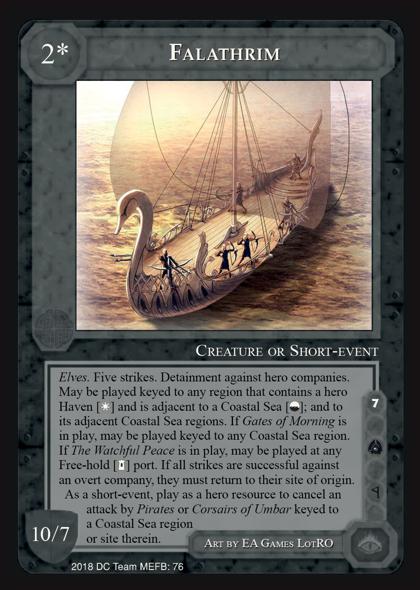 2*
FALATHRIM
CREATURE OR SHORT-EVENT
Elves. Five strikes. Detainment against hero companies.
May be played keyed to any region that contains a hero
Haven [ ] and is adjacent to a Coastal Sea [ ]; and to
its adjacent Coastal Sea regions. If Gates of Morning is
in play, may be played keyed to any Coastal Sea region.
If The Watchful Peace is in play, may be played at any
Free-hold [ ] port. If all strikes are successful against
an overt company, they must return to their site of origin.
As a short-event, play as a hero resource to cancel an
attack by Pirates or Corsairs of Umbar keyed to
a Coastal Sea region
or site therein.
7
10/7
ART BY EA GAMES LOTRO
2018 DC Team MEFB: 76